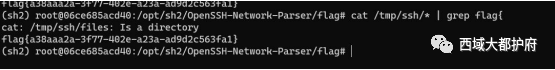 flag{a38aaa2a-3f77-402e-a23a-ad9d2c563fa1}
(sh2) root@06ce685acd40:/opt/sh2/OpenSSH-Network-Parser/flag# cat /tmp/ssh/* | grep flag{
cat: /tmp/ssh/files: Is a directory
flag{a38aaa2a-3f77-402e-a23a-ad9d2c563fa1}
(sh2) root@06ce685acd40:/opt/sh2/OpenSSH-Network-Parser/flag#
西域大都护府